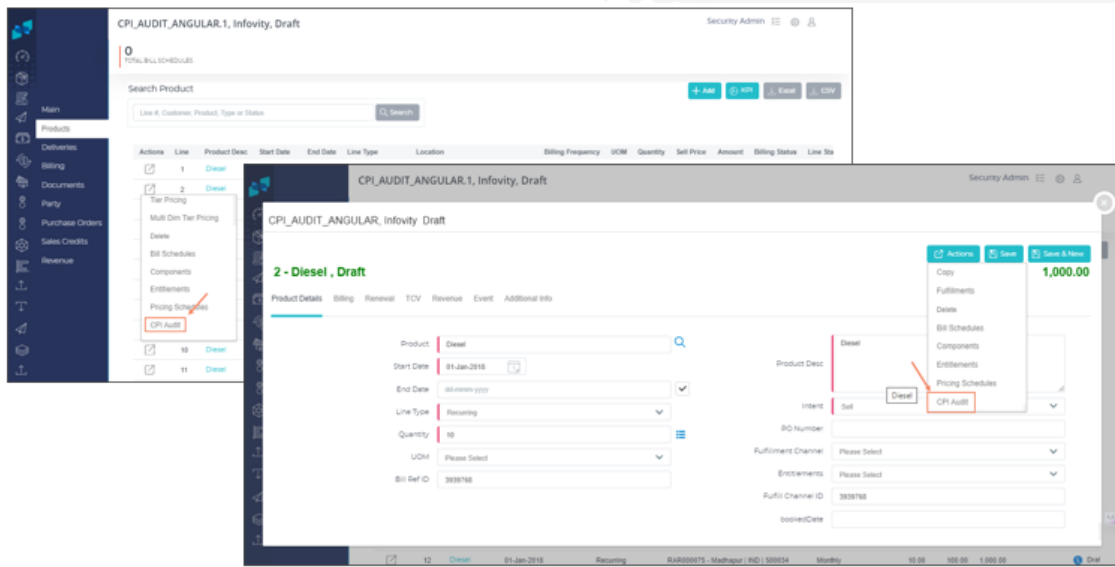 CPI_AUDIT_ANGULAR.1, Infovity, Draft
Security Admin
0
TOTAL BILL SCHEDULES
Search Product
Add KPI Excel CSV
Line #, Customer, Product, Type or Status
Search
Main
Products
Deliveries
Billing
Documents
Party
Purchase Orders
Sales Credits
Revenue
Actions Line Product Desc Start Date End Date Line Type Location Billing Frequency UOM Quantity Sell Price Amount Billing Status Line Sta
1 Diesel
2 Diesel
Tier Pricing
Multi Dim Tier Pricing
Delete
Bill Schedules
Components
Entitlements
Pricing Schedules
CPI Audit
10 Diesel
11 Diesel
CPI_AUDIT_ANGULAR.1, Infovity, Draft
Security Admin
CPI_AUDIT_ANGULAR, Infovity Draft
Actions Save Save & New
2 - Diesel , Draft
1,000.00
Product Details Billing Renewal TCV Revenue Event Additional Info
Copy
Fulfillments
Delete
Bill Schedules
Components
Entitlements
Pricing Schedules
CPI Audit
Product Diesel
Start Date 01-Jan-2018
End Date dd-mmm-yyyy
Line Type Recurring
Quantity 10
UOM Please Select
Bill Ref ID 3939768
Product Desc Diesel
Diesel
Intent Sell
PO Number
Fulfillment Channel Please Select
Entitlements Please Select
Fulfill Channel ID 3939768
bookedDate
12 Diesel 01-Jan-2018 Recurring RAR000075 - Madhapur | IND | 500034 Monthly 10.00 100.00 1,000.00 Draf